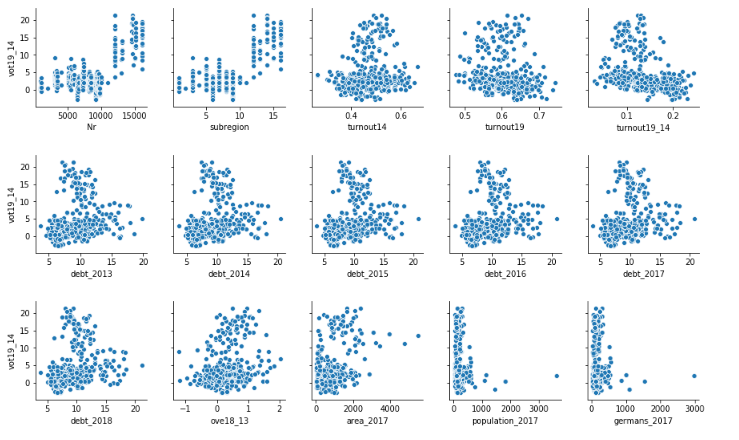 20
15
10
5
0
vot19_14
5000 10000 15000
Nr
5 10 15
subregion
0.4 0.6
turnout14
0.5 0.6 0.7
turnout19
0.1 0.2
turnout19_14
20
15
10
5
0
vot19_14
5 10 15 20
debt_2013
5 10 15 20
debt_2014
5 10 15 20
debt_2015
5 10 15 20
debt_2016
5 10 15 20
debt_2017
20
15
10
5
0
vot19_14
5 10 15 20
debt_2018
−1 0 1 2
ove18_13
0 2000 4000
area_2017
0 1000 2000 3000
population_2017
0 1000 2000 3000
germans_2017